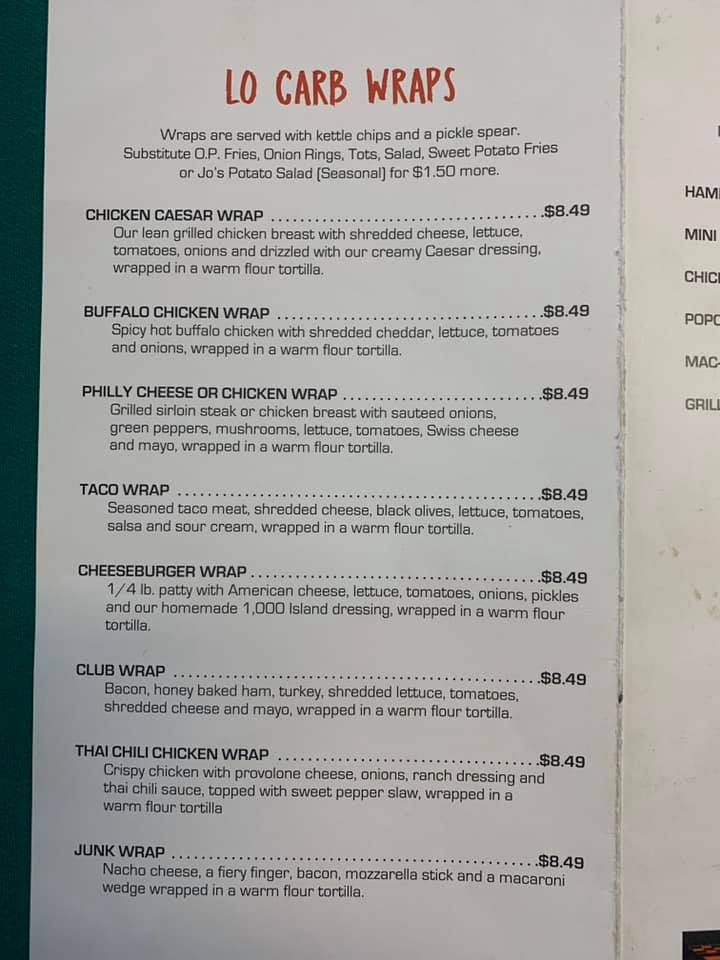 LO CARB WRAPS
Wraps are served with kettle chips and a pickle spear.
Substitute O.P. Fries, Onion Rings, Tots, Salad, Sweet Potato Fries
or Jo's Potato Salad (Seasonal) for $1.50 more.
CHICKEN CAESAR WRAP ....................................$8.49
Our lean grilled chicken breast with shredded cheese, lettuce,
tomatoes, onions and drizzled with our creamy Caesar dressing,
wrapped in a warm flour tortilla.
BUFFALO CHICKEN WRAP ...................................$8.49
Spicy hot buffalo chicken with shredded cheddar, lettuce, tomatoes
and onions, wrapped in a warm flour tortilla.
PHILLY CHEESE OR CHICKEN WRAP ..........................$8.49
Grilled sirloin steak or chicken breast with sauteed onions,
green peppers, mushrooms, lettuce, tomatoes, Swiss cheese
and mayo, wrapped in a warm flour tortilla.
TACO WRAP ................................................$8.49
Seasoned taco meat, shredded cheese, black olives, lettuce, tomatoes,
salsa and sour cream, wrapped in a warm flour tortilla.
CHEESEBURGER WRAP ......................................$8.49
1/4 lb. patty with American cheese, lettuce, tomatoes, onions, pickles
and our homemade 1,000 Island dressing, wrapped in a warm flour
tortilla.
CLUB WRAP ................................................$8.49
Bacon, honey baked ham, turkey, shredded lettuce, tomatoes,
shredded cheese and mayo, wrapped in a warm flour tortilla.
THAI CHILI CHICKEN WRAP ...................................$8.49
Crispy chicken with provolone cheese, onions, ranch dressing and
thai chili sauce, topped with sweet pepper slaw, wrapped in a
warm flour tortilla
JUNK WRAP ................................................$8.49
Nacho cheese, a fiery finger, bacon, mozzarella stick and a macaroni
wedge wrapped in a warm flour tortilla.
HAM
MINI
CHIC
POPC
MAC-
GRIL